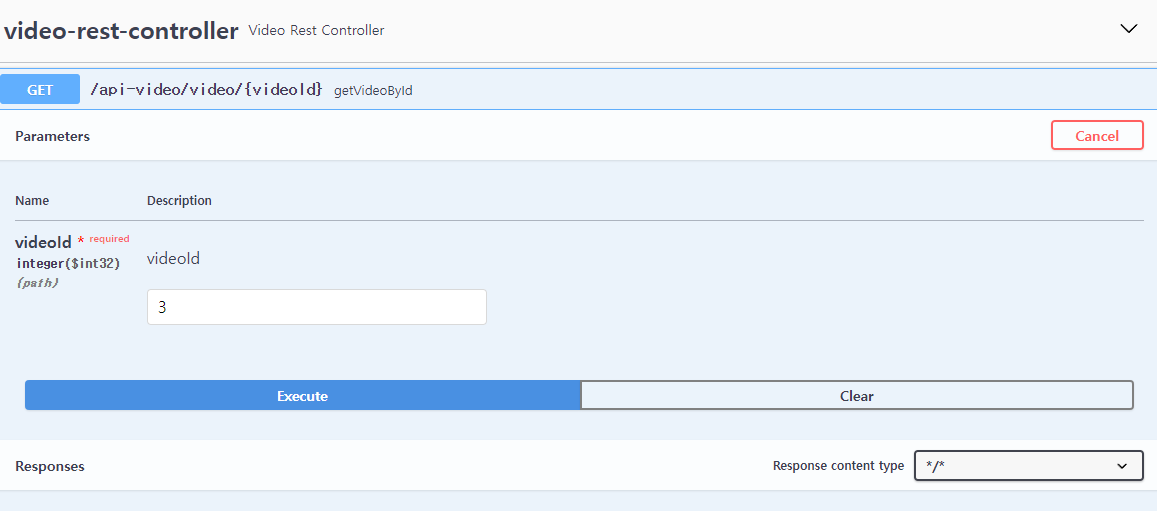 video-rest-controller Video Rest Controller
GET /api-video/video/{videoId} getVideoById
Parameters Cancel
Name Description
videoId * required videoId
integer($int32)
(path)
3
Execute Clear
Responses Response content type */*